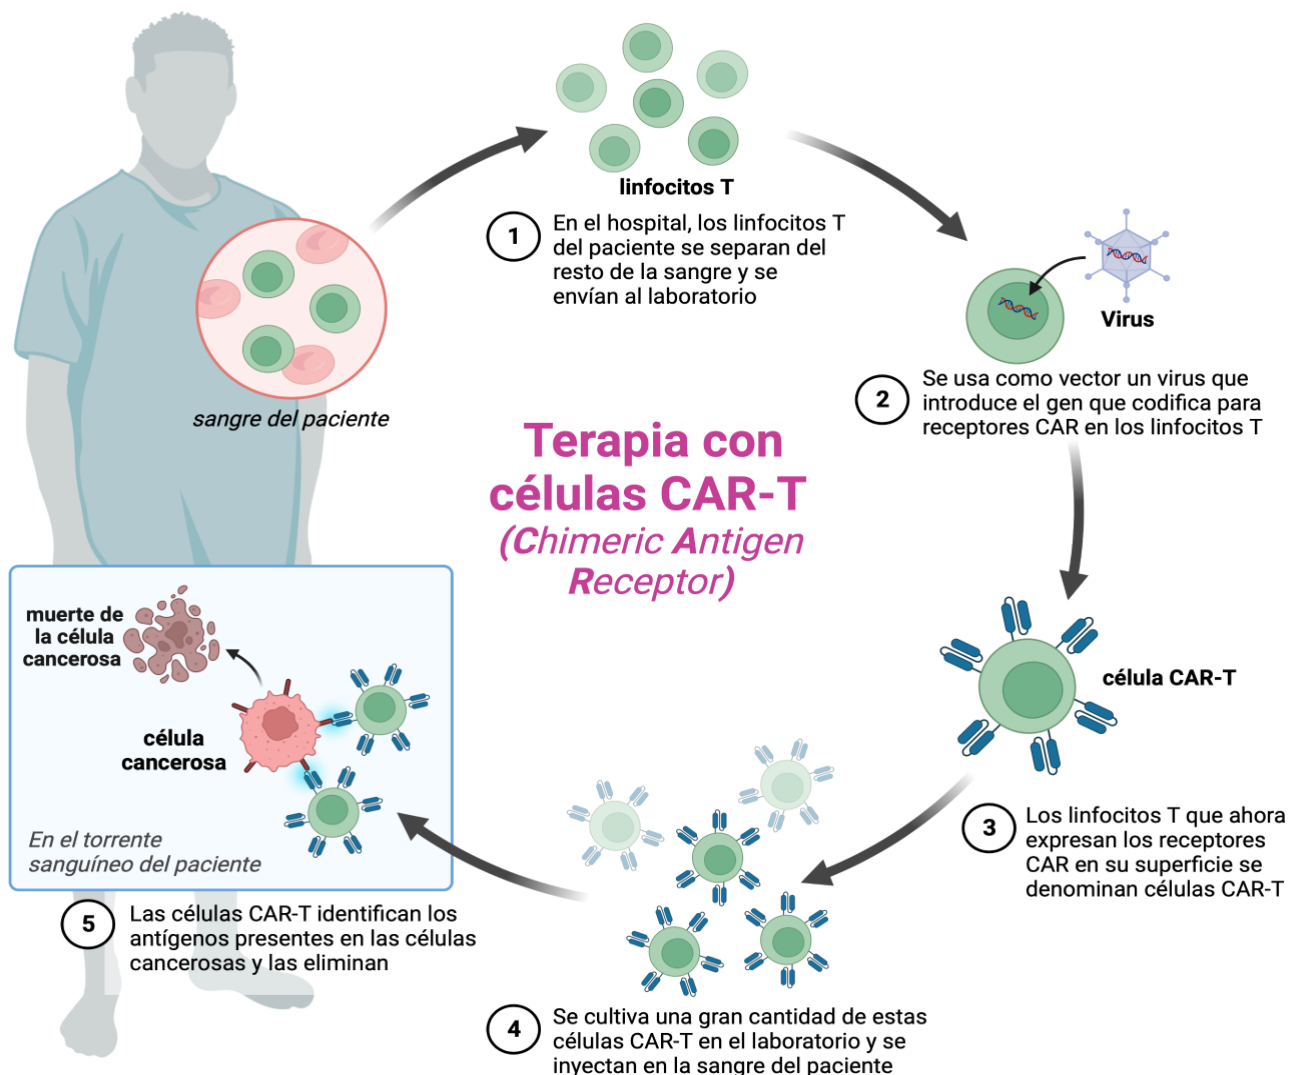 linfocitos T
1
En el hospital, los linfocitos T
del paciente se separan del
resto de la sangre y se
envían al laboratorio
sangre del paciente
Virus
2
Se usa como vector un virus que
introduce el gen que codifica para
receptores CAR en los linfocitos T
Terapia con
células CAR-T
(Chimeric Antigen
Receptor)
célula CAR-T
3
Los linfocitos T que ahora
expresan los receptores
CAR en su superficie se
denominan células CAR-T
4
Se cultiva una gran cantidad de estas
células CAR-T en el laboratorio y se
inyectan en la sangre del paciente
muerte de
la célula
cancerosa
célula
cancerosa
En el torrente
sanguíneo del paciente
5
Las células CAR-T identifican los
antígenos presentes en las células
cancerosas y las eliminan